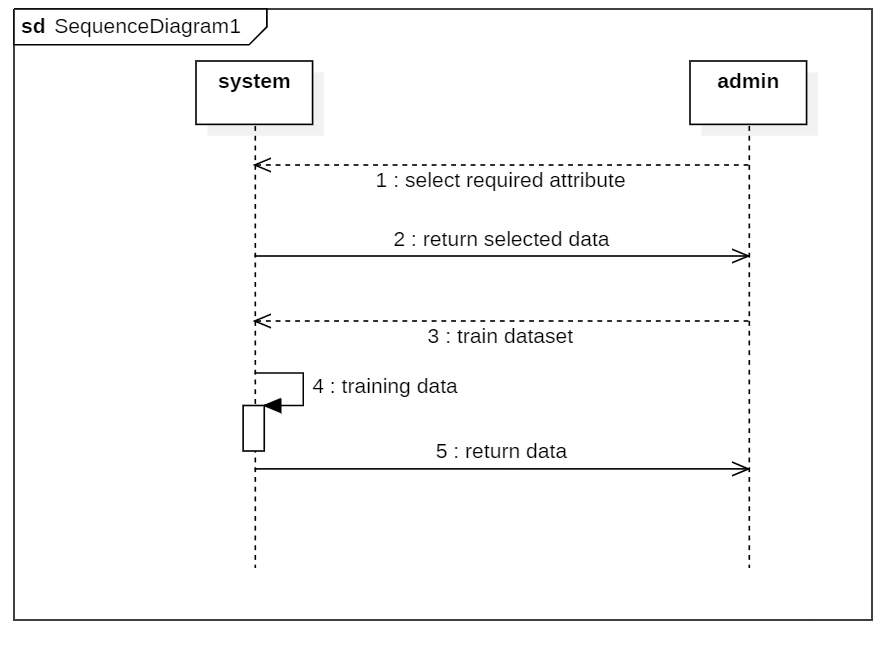 sd SequenceDiagram1
system
admin
1 : select required attribute
2 : return selected data
3 : train dataset
4 : training data
5 : return data